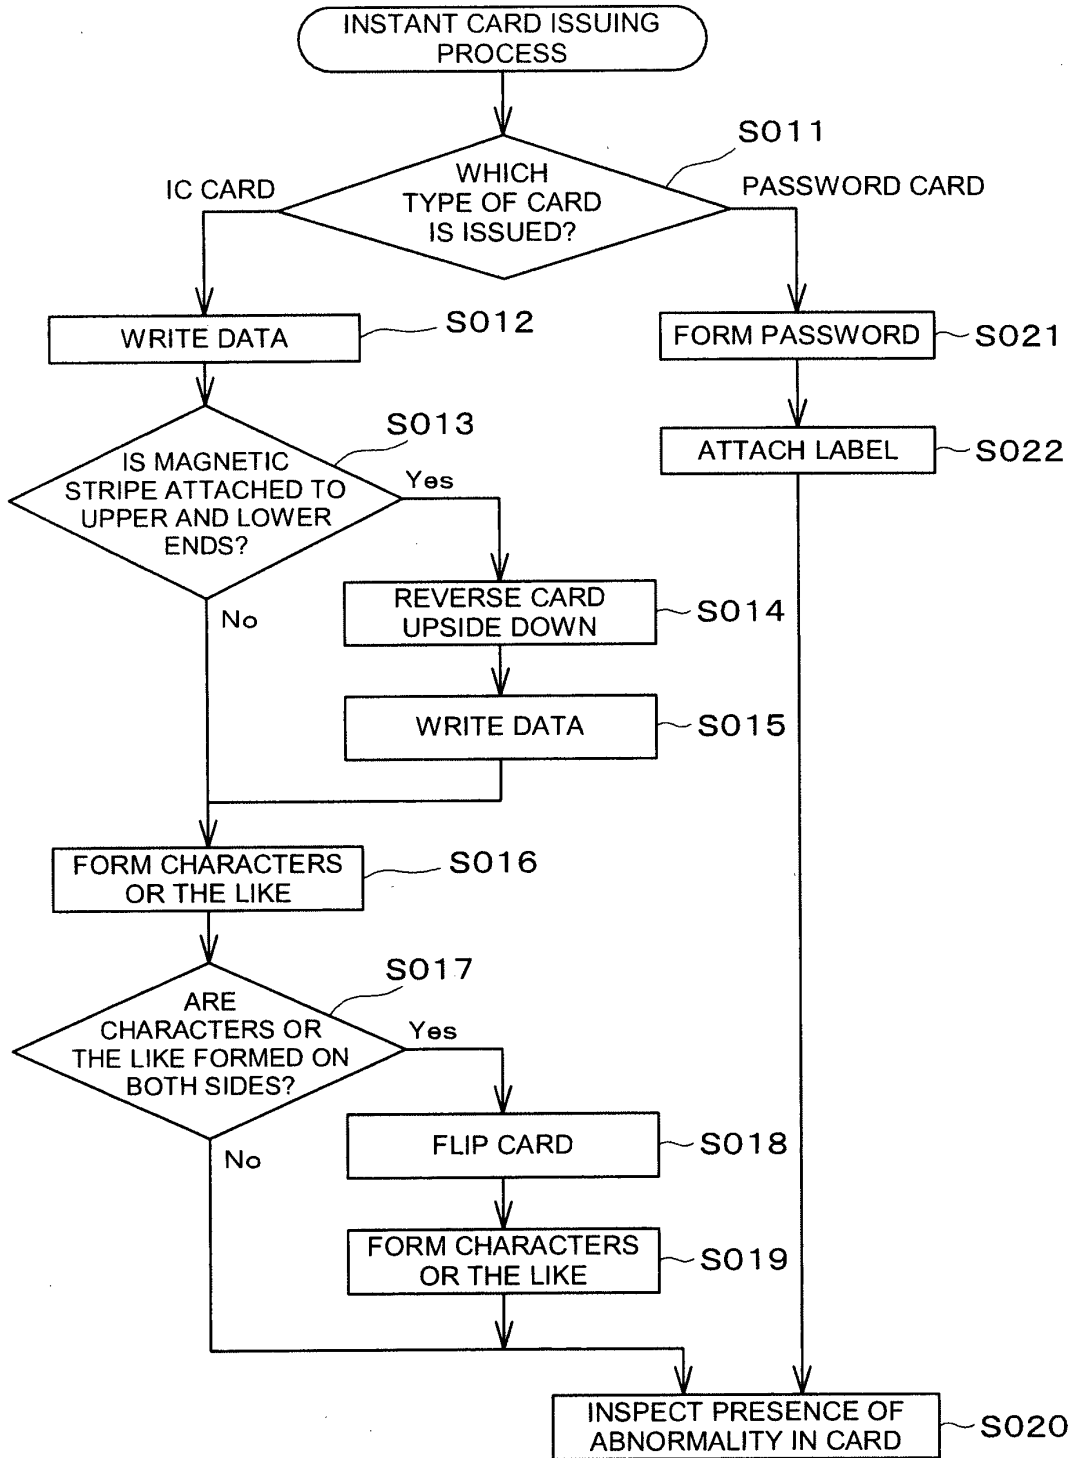 INSTANT CARD ISSUING
PROCESS
S011
WHICH
TYPE OF CARD
IS ISSUED?
IC CARD
PASSWORD CARD
WRITE DATA
S012
FORM PASSWORD
S021
S013
IS MAGNETIC
STRIPE ATTACHED TO
UPPER AND LOWER
ENDS?
Yes
No
ATTACH LABEL
S022
REVERSE CARD
UPSIDE DOWN
S014
WRITE DATA
S015
FORM CHARACTERS
OR THE LIKE
S016
S017
ARE
CHARACTERS OR
THE LIKE FORMED ON
BOTH SIDES?
Yes
No
FLIP CARD
S018
FORM CHARACTERS
OR THE LIKE
S019
INSPECT PRESENCE OF
ABNORMALITY IN CARD
S020